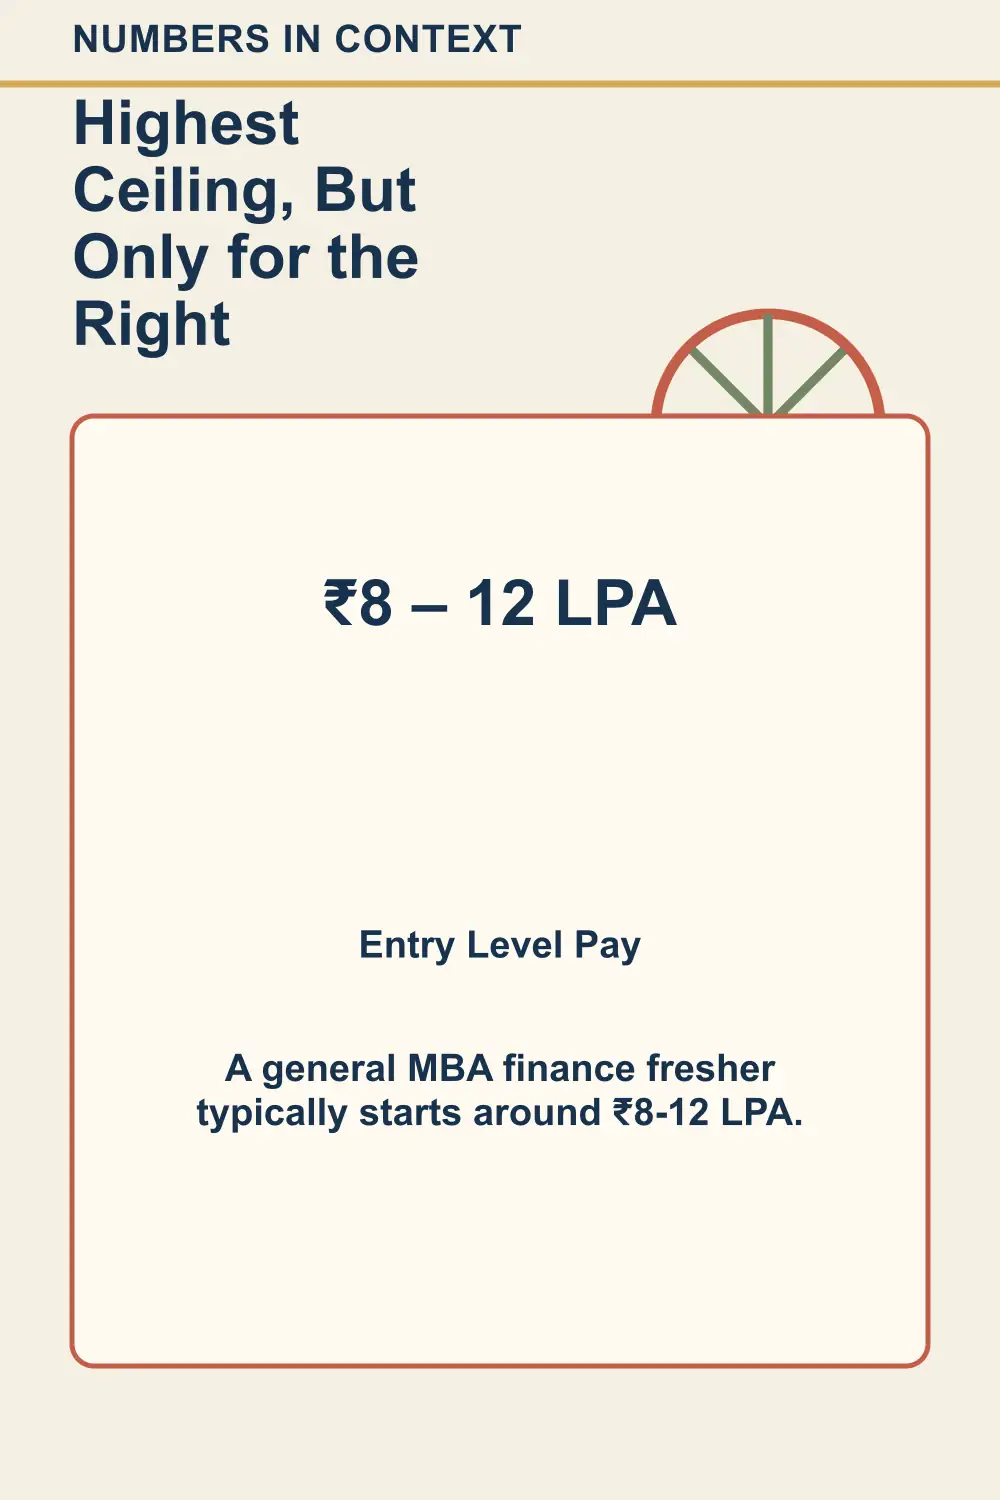 NUMBERS IN CONTEXT
Highest
Ceiling, But
Only for the
Right
₹8 – 12 LPA
Entry Level Pay
A general MBA finance fresher
typically starts around ₹8-12 LPA.